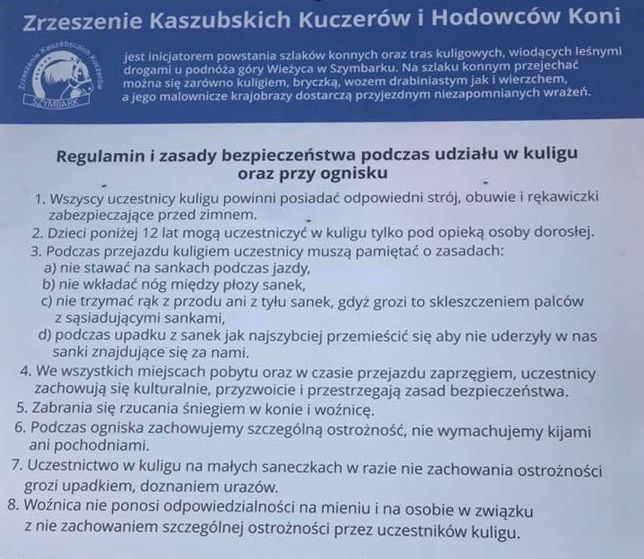 Zrzeszenie Kaszubskich Kuczerów i Hodowców Koni
Zrzeszenie Kaszëbsczich Kuczerów
SZYMBARK
jest inicjatorem powstania szlaków konnych oraz tras kuligowych, wiodących leśnymi
drogami u podnóża góry Wieżyca w Szymbarku. Na szlaku konnym przejechać
można się zarówno kuligiem, bryczką, wozem drabiniastym jak i wierzchem,
a jego malownicze krajobrazy dostarczą przyjezdnym niezapomnianych wrażeń.
Regulamin i zasady bezpieczeństwa podczas udziału w kuligu
oraz przy ognisku
1. Wszyscy uczestnicy kuligu powinni posiadać odpowiedni strój, obuwie i rękawiczki
zabezpieczające przed zimnem.
2. Dzieci poniżej 12 lat mogą uczestniczyć w kuligu tylko pod opieką osoby dorosłej.
3. Podczas przejazdu kuligiem uczestnicy muszą pamiętać o zasadach:
a) nie stawać na sankach podczas jazdy,
b) nie wkładać nóg między płozy sanek,
c) nie trzymać rąk z przodu ani z tyłu sanek, gdyż grozi to skleszczeniem palców
z sąsiadującymi sankami,
d) podczas upadku z sanek jak najszybciej przemieścić się aby nie uderzyły w nas
sanki znajdujące się za nami.
4. We wszystkich miejscach pobytu oraz w czasie przejazdu zaprzęgiem, uczestnicy
zachowują się kulturalnie, przyzwoicie i przestrzegają zasad bezpieczeństwa.
5. Zabrania się rzucania śniegiem w konie i woźnicę.
6. Podczas ogniska zachowujemy szczególną ostrożność, nie wymachujemy kijami
ani pochodniami.
7. Uczestnictwo w kuligu na małych saneczkach w razie nie zachowania ostrożności
grozi upadkiem, doznaniem urazów.
8. Woźnica nie ponosi odpowiedzialności na mieniu i na osobie w związku
z nie zachowaniem szczególnej ostrożności przez uczestników kuligu.